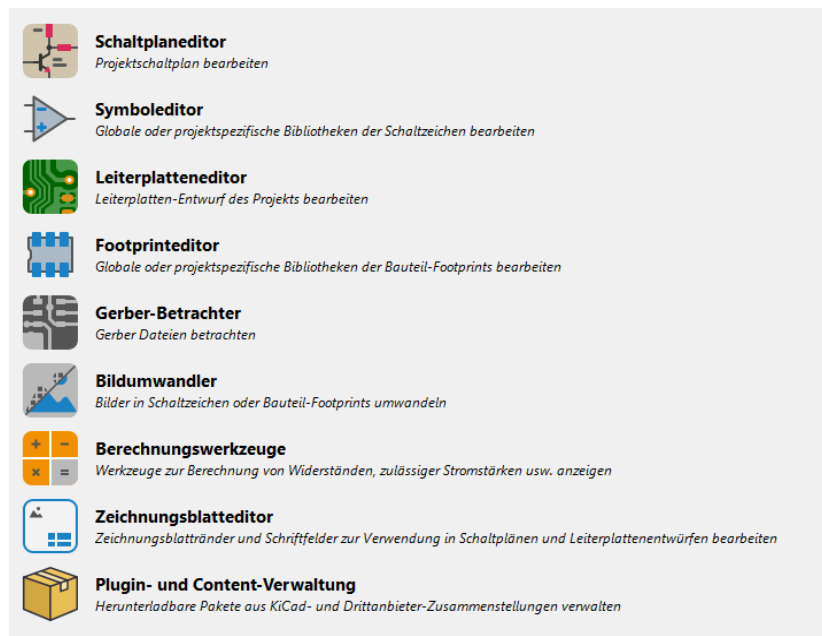 Schaltplaneditor
Projektschaltplan bearbeiten
Symboleditor
Globale oder projektspezifische Bibliotheken der Schaltzeichen bearbeiten
Leiterplatteneditor
Leiterplatten-Entwurf des Projekts bearbeiten
Footprinteditor
Globale oder projektspezifische Bibliotheken der Bauteil-Footprints bearbeiten
Gerber-Betrachter
Gerber Dateien betrachten
Bildumwandler
Bilder in Schaltzeichen oder Bauteil-Footprints umwandeln
Berechnungswerkzeuge
Werkzeuge zur Berechnung von Widerständen, zulässiger Stromstärken usw. anzeigen
Zeichnungsblatteditor
Zeichnungsblattränder und Schriftfelder zur Verwendung in Schaltplänen und Leiterplattenentwürfen bearbeiten
Plugin- und Content-Verwaltung
Herunterladbare Pakete aus KiCad- und Drittanbieter-Zusammenstellungen verwalten